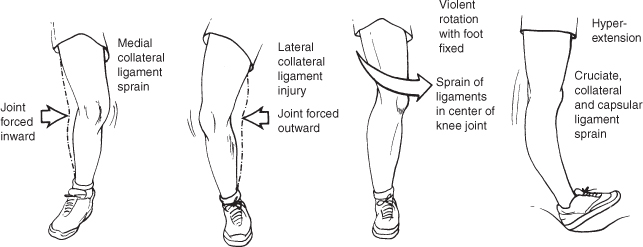 Medial
collateral
ligament
sprain
Joint
forced
inward
Lateral
collateral
ligament
injury
Joint forced
outward
Violent
rotation
with foot
fixed
Sprain of
ligaments
in center of
knee joint
Hyper-
extension
Cruciate,
collateral
and capsular
ligament
sprain